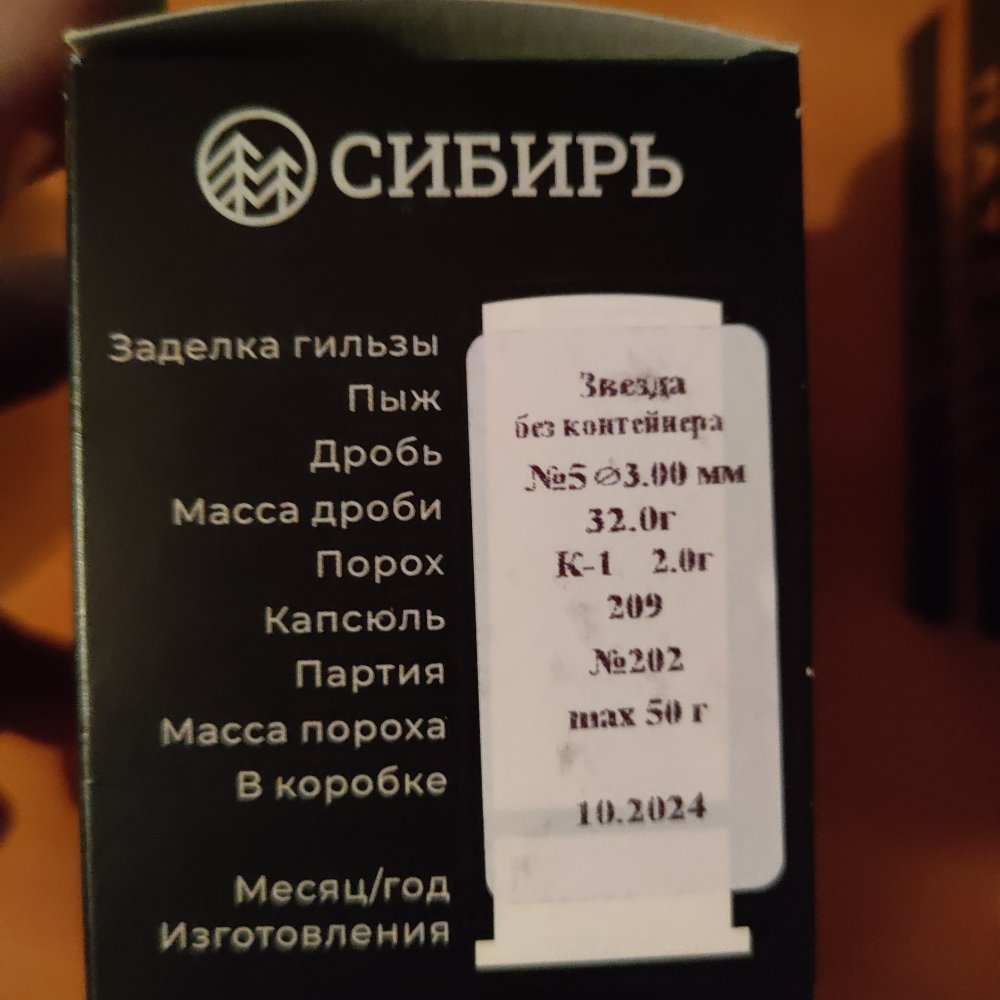 СИБИРЬ
Заделка гильзы Звезда
Пыж без контейнера
Дробь №5 ⌀3.00 мм
Масса дроби 32.0г
Порох К-1 2.0г
Капсюль 209
Партия №202
Масса пороха max 50 г
В коробке
10.2024
Месяц/год
Изготовления